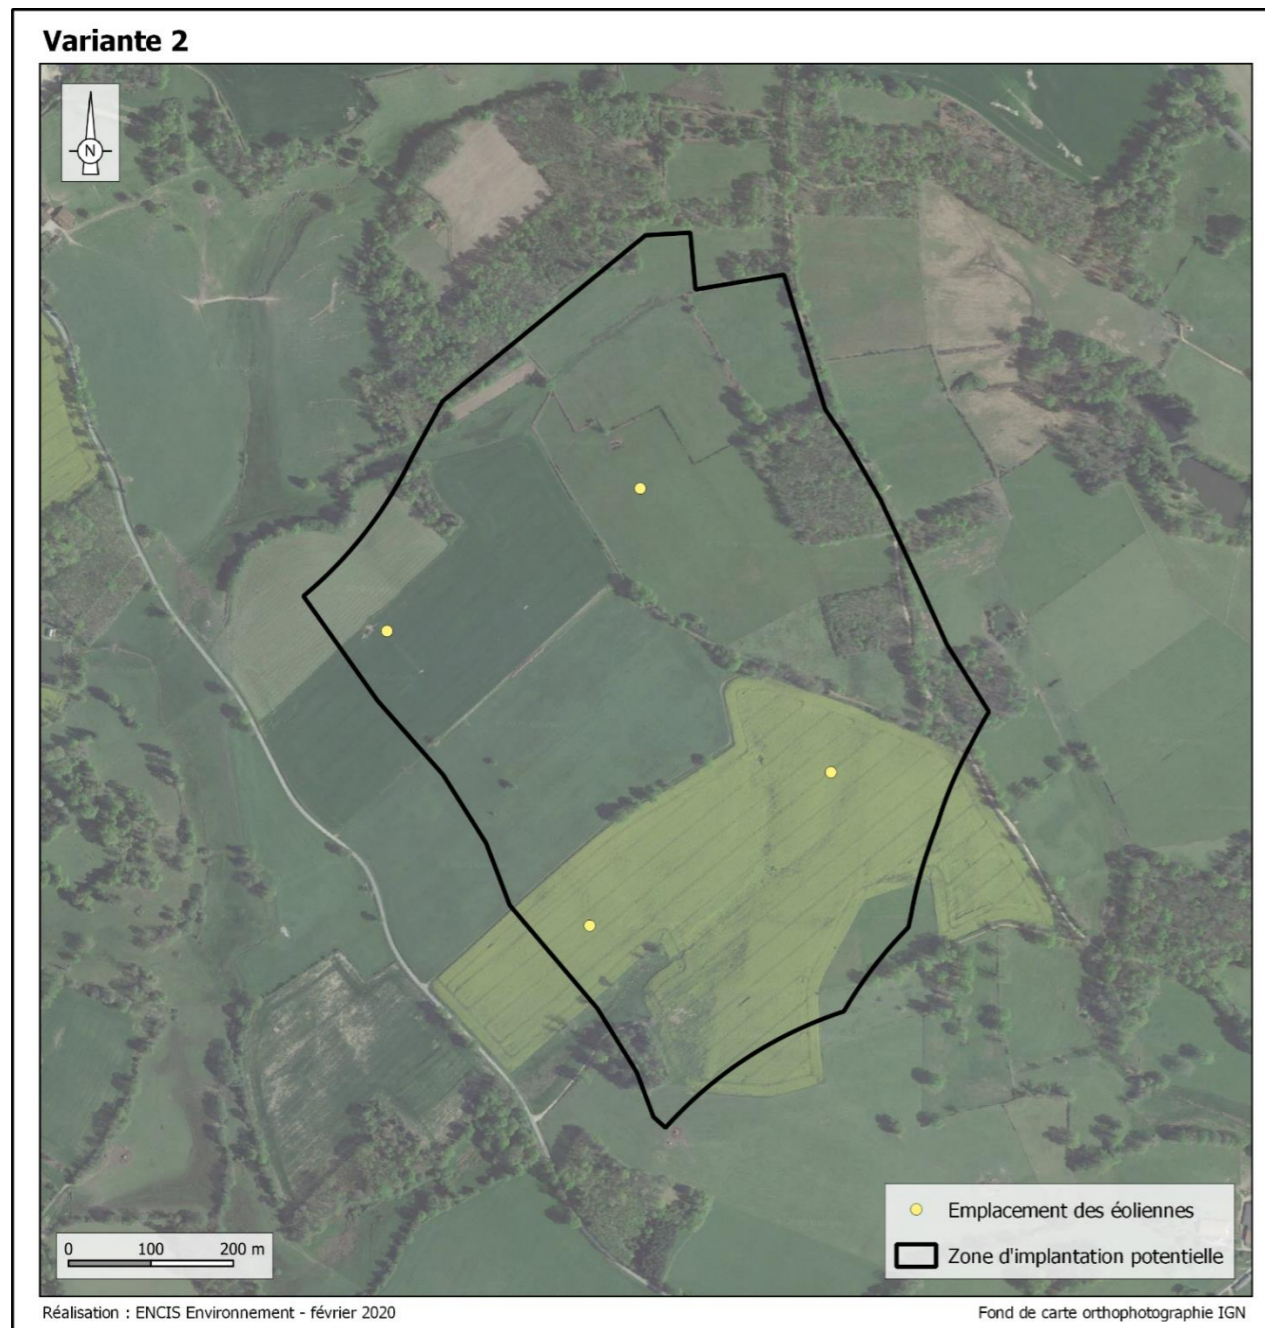 Variante 2
N
Emplacement des éoliennes
Zone d'implantation potentielle
0 100 200 m
Réalisation : ENCIS Environnement - février 2020
Fond de carte orthophotographie IGN